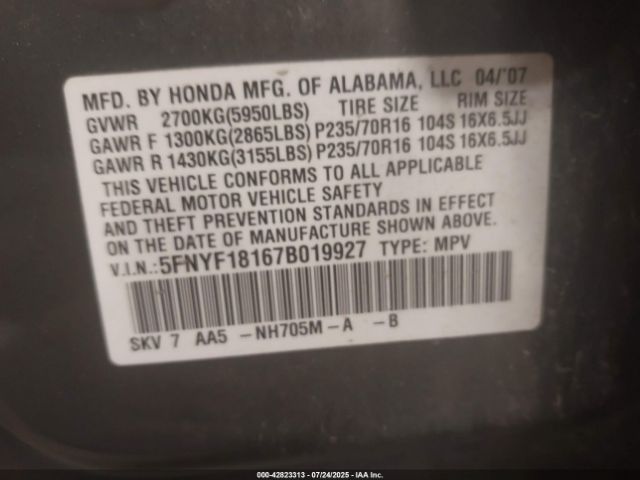 MFD. BY HONDA MFG. OF ALABAMA, LLC 04/'07
GVWR 2700KG(5950LBS) TIRE SIZE RIM SIZE
GAWR F 1300KG(2865LBS) P235/70R16 104S 16X6.5JJ
GAWR R 1430KG(3155LBS) P235/70R16 104S 16X6.5JJ
THIS VEHICLE CONFORMS TO ALL APPLICABLE
FEDERAL MOTOR VEHICLE SAFETY
AND THEFT PREVENTION STANDARDS IN EFFECT
ON THE DATE OF MANUFACTURE SHOWN ABOVE.
V.I.N.:5FNYF18167B019927 TYPE: MPV
SKV 7 AA5 -NH705M-A -B
000-42823313 - 07/24/2025 - IAA Inc.